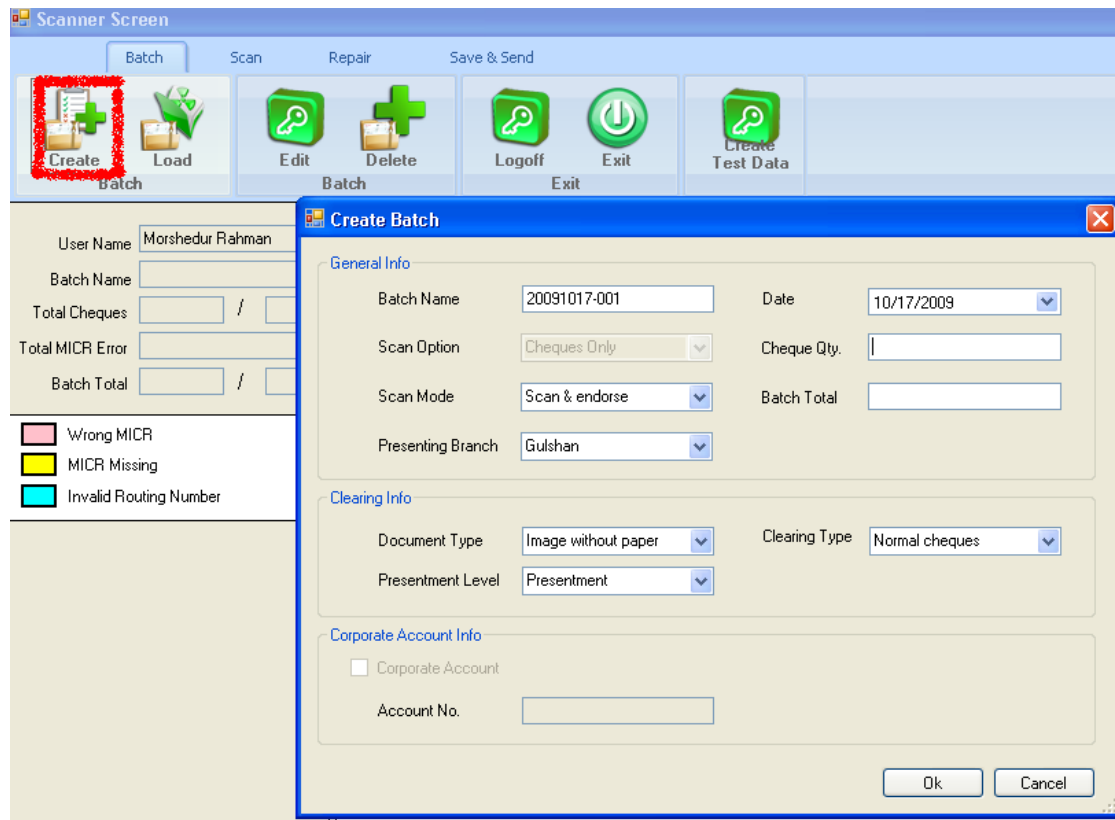 Scanner Screen
Batch Scan Repair Save & Send
Create Load Edit Delete Logoff Exit Create Test Data
Batch Batch Exit
User Name Morshedur Rahman
Batch Name
Total Cheques /
Total MICR Error
Batch Total /
Wrong MICR
MICR Missing
Invalid Routing Number
Create Batch
General Info
Batch Name 20091017-001 Date 10/17/2009
Scan Option Cheques Only Cheque Qty.
Scan Mode Scan & endorse Batch Total
Presenting Branch Gulshan
Clearing Info
Document Type Image without paper Clearing Type Normal cheques
Presentment Level Presentment
Corporate Account Info
Corporate Account
Account No.
Ok Cancel